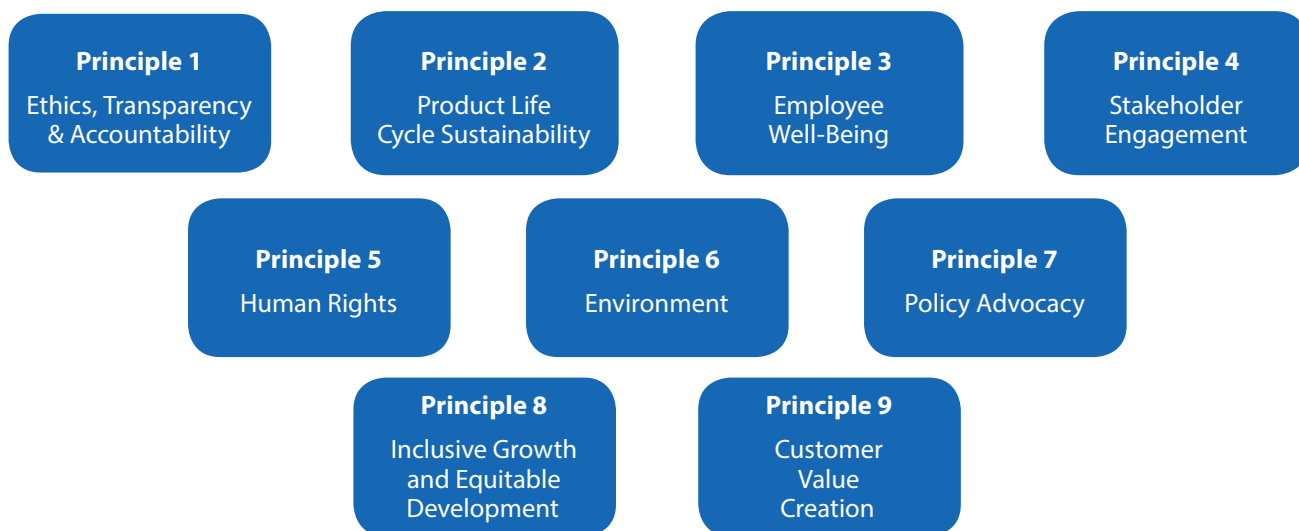 Principle 1
Ethics, Transparency
& Accountability
Principle 2
Product Life
Cycle Sustainability
Principle 3
Employee
Well-Being
Principle 4
Stakeholder
Engagement
Principle 5
Human Rights
Principle 6
Environment
Principle 7
Policy Advocacy
Principle 8
Inclusive Growth
and Equitable
Development
Principle 9
Customer
Value
Creation